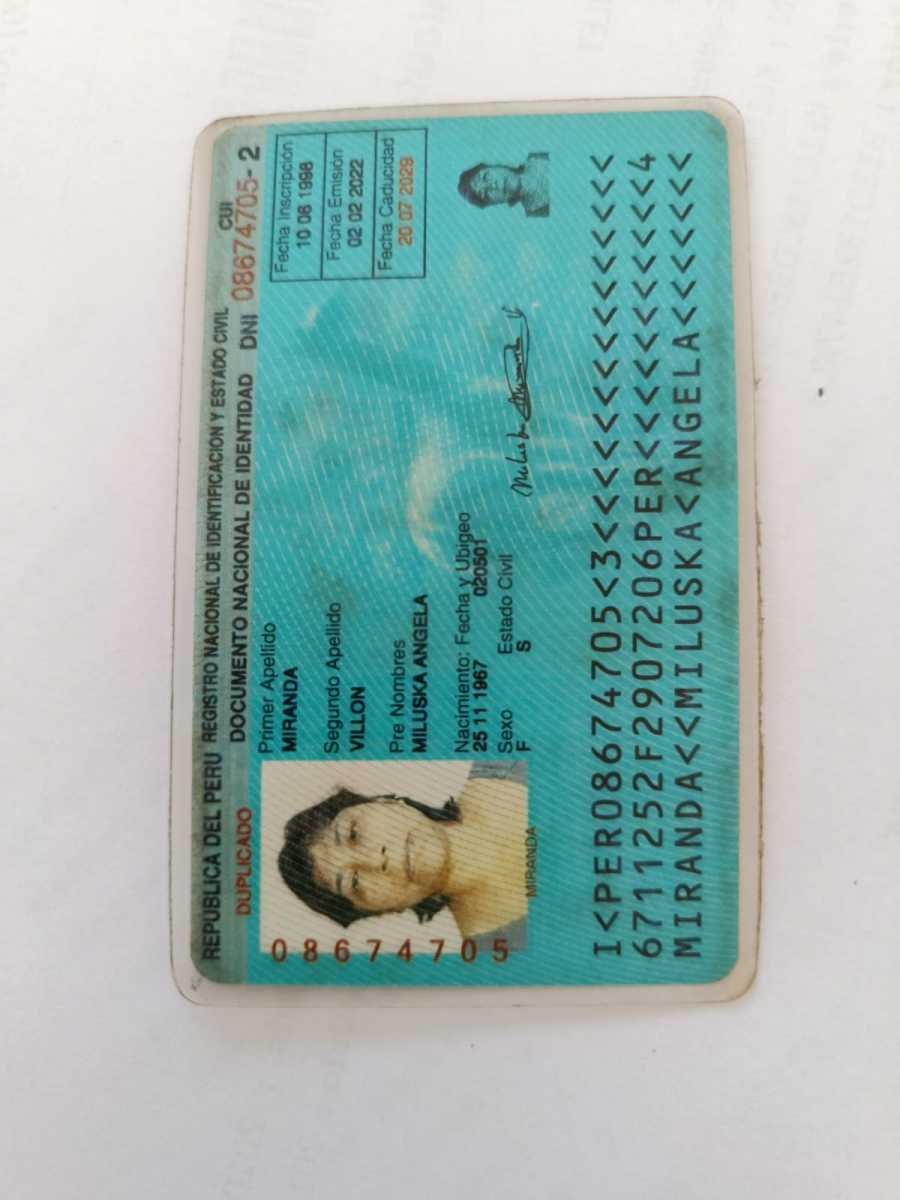 REPUBLICA DEL PERU REGISTRO NACIONAL DE IDENTIFICACION Y ESTADO CIVIL
CUI
DUPLICADO DOCUMENTO NACIONAL DE IDENTIDAD DNI 08674705- 2
Primer Apellido
MIRANDA
Segundo Apellido
VILLON
Pre Nombres
MILUSKA ANGELA
Nacimiento: Fecha y Ubigeo
25 11 1967 020501
Sexo Estado Civil
F S
Fecha Inscripción
10 06 1998
Fecha Emisión
02 02 2022
Fecha Caducidad
20 07 2029
08674705
MIRANDA
I<PER08674705<3<<<<<<<<<<<<<<<
6711252F2907206PER<<<<<<<<<<<4
MIRANDA<<MILUSKA<ANGELA<<<<<<<